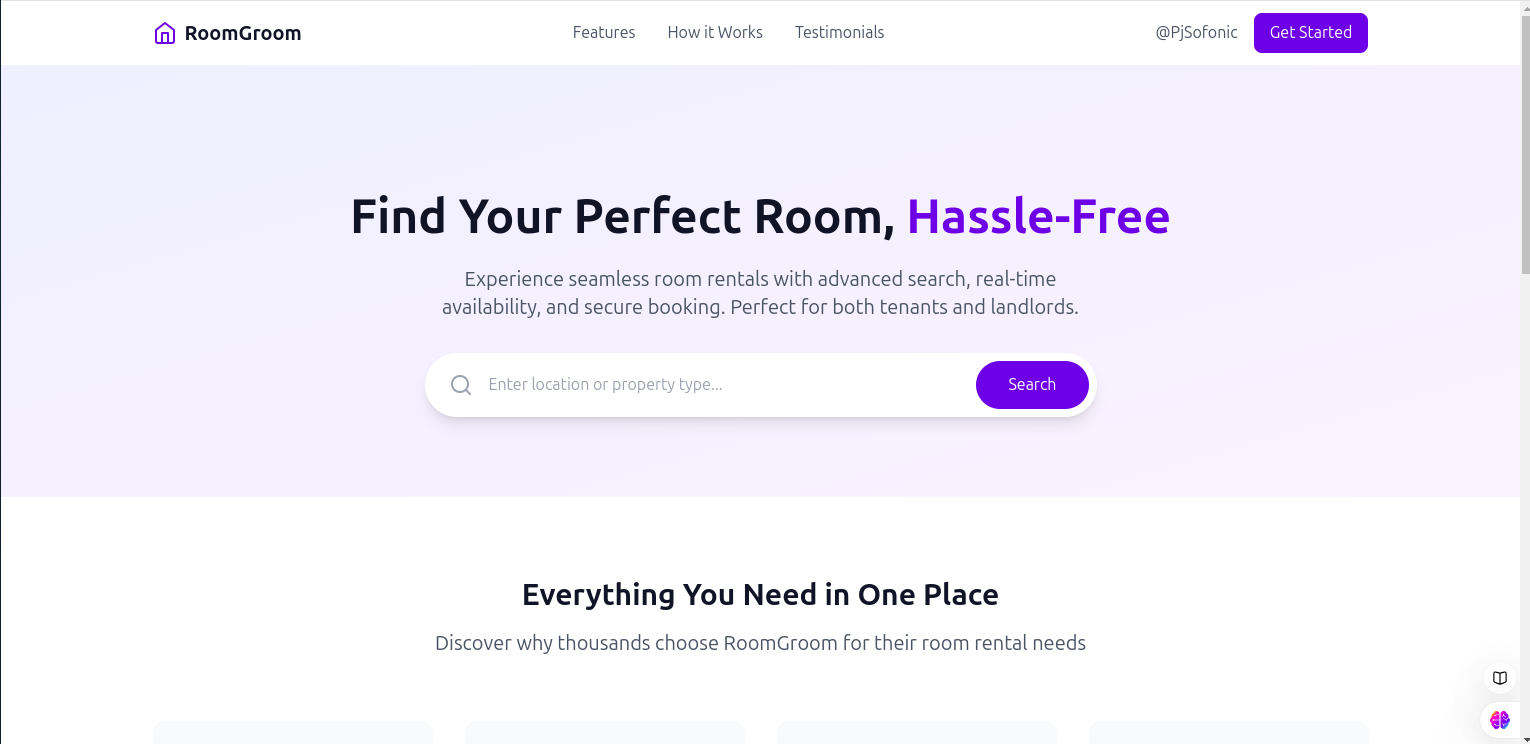 RoomGroom
Features
How it Works
Testimonials
@PjSofonic
Get Started
Find Your Perfect Room, Hassle-Free
Experience seamless room rentals with advanced search, real-time
availability, and secure booking. Perfect for both tenants and landlords.
Enter location or property type...
Search
Everything You Need in One Place
Discover why thousands choose RoomGroom for their room rental needs